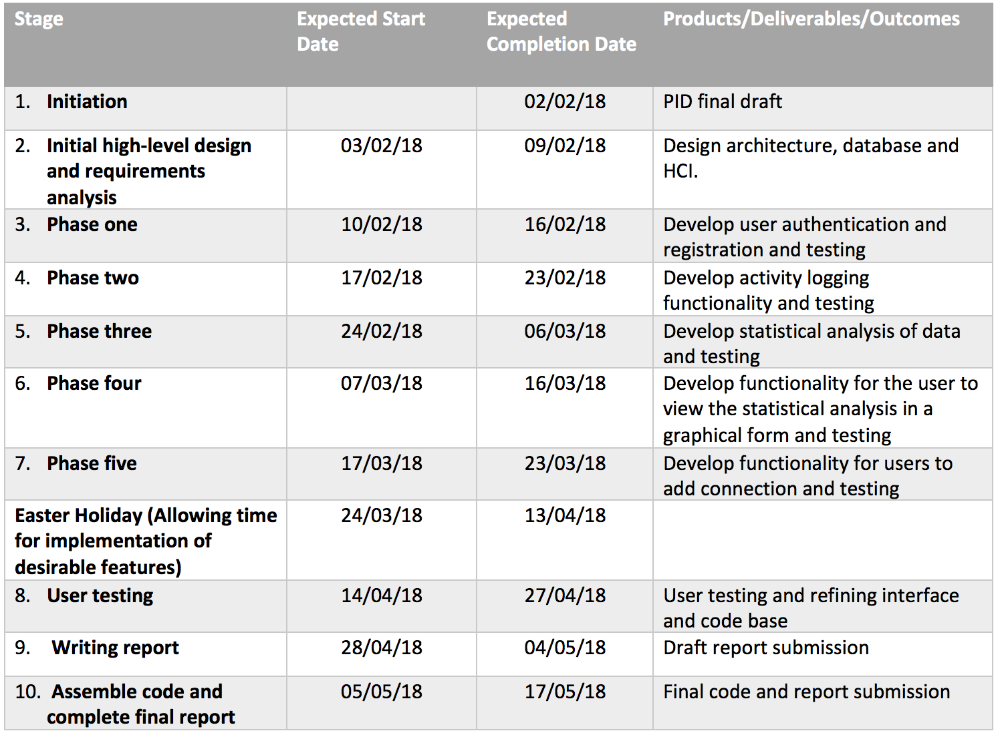 Stage
Expected Start
Date
Expected
Completion Date
Products/Deliverables/Outcomes
1. Initiation
02/02/18
PID final draft
2. Initial high-level design
and requirements
analysis
03/02/18
09/02/18
Design architecture, database and
HCI.
3. Phase one
10/02/18
16/02/18
Develop user authentication and
registration and testing
4. Phase two
17/02/18
23/02/18
Develop activity logging
functionality and testing
5. Phase three
24/02/18
06/03/18
Develop statistical analysis of data
and testing
6. Phase four
07/03/18
16/03/18
Develop functionality for the user to
view the statistical analysis in a
graphical form and testing
7. Phase five
17/03/18
23/03/18
Develop functionality for users to
add connection and testing
Easter Holiday (Allowing time
for implementation of
desirable features)
24/03/18
13/04/18
8. User testing
14/04/18
27/04/18
User testing and refining interface
and code base
9. Writing report
28/04/18
04/05/18
Draft report submission
10. Assemble code and
complete final report
05/05/18
17/05/18
Final code and report submission